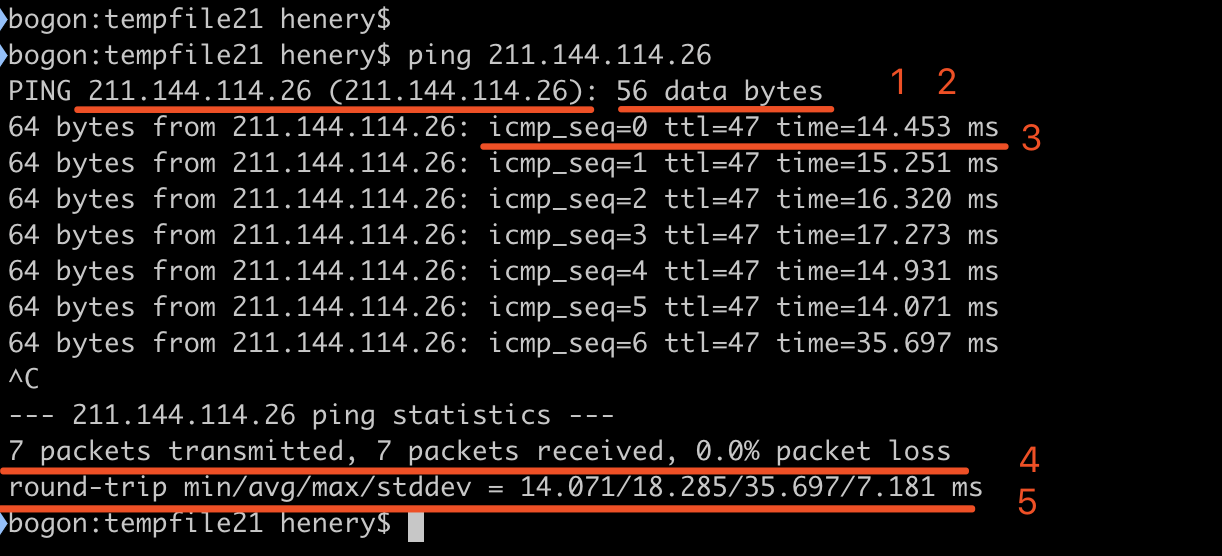 bogon:tempfile21 henery$
bogon:tempfile21 henery$ ping 211.144.114.26
PING 211.144.114.26 (211.144.114.26): 56 data bytes 1 2
64 bytes from 211.144.114.26: icmp_seq=0 ttl=47 time=14.453 ms 3
64 bytes from 211.144.114.26: icmp_seq=1 ttl=47 time=15.251 ms
64 bytes from 211.144.114.26: icmp_seq=2 ttl=47 time=16.320 ms
64 bytes from 211.144.114.26: icmp_seq=3 ttl=47 time=17.273 ms
64 bytes from 211.144.114.26: icmp_seq=4 ttl=47 time=14.931 ms
64 bytes from 211.144.114.26: icmp_seq=5 ttl=47 time=14.071 ms
64 bytes from 211.144.114.26: icmp_seq=6 ttl=47 time=35.697 ms
^C
--- 211.144.114.26 ping statistics ---
7 packets transmitted, 7 packets received, 0.0% packet loss 4
round-trip min/avg/max/stddev = 14.071/18.285/35.697/7.181 ms 5
bogon:tempfile21 henery$